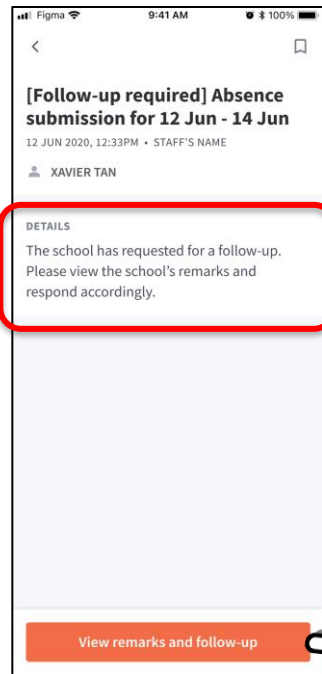 Figma 9:41 AM 100%
[Follow-up required] Absence
submission for 12 Jun - 14 Jun
12 JUN 2020, 12:33PM • STAFF'S NAME
XAVIER TAN
DETAILS
The school has requested for a follow-up.
Please view the school's remarks and
respond accordingly.
View remarks and follow-up